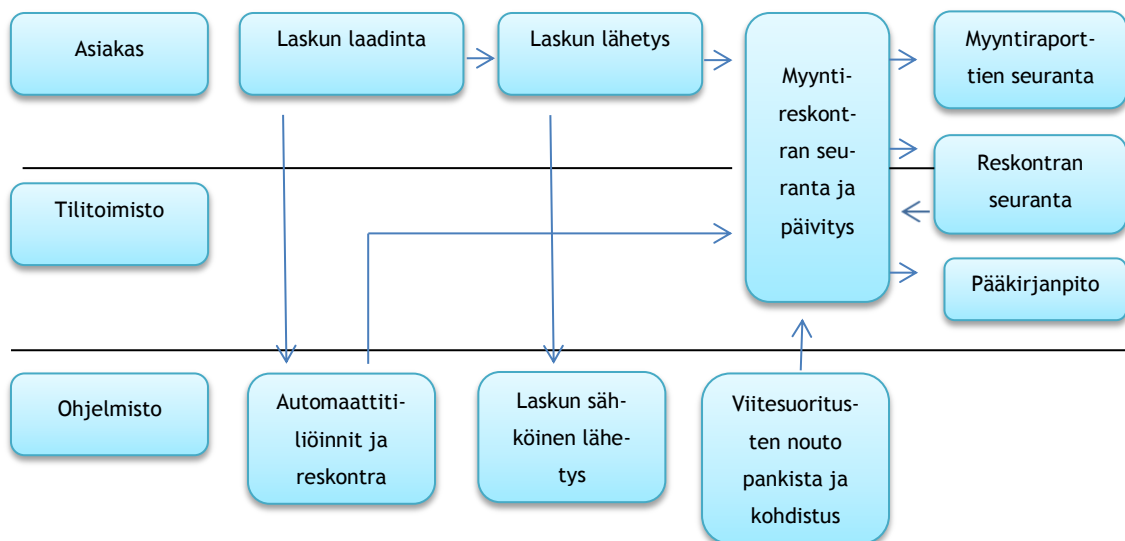 Asiakas
Laskun laadinta
Laskun lähetys
Myynti-
reskont-
ran seu-
ranta ja
päivitys
Myyntiraport-
tien seuranta
Reskontran
seuranta
Tilitoimisto
Pääkirjanpito
Ohjelmisto
Automaattiti-
liöinnit ja
reskontra
Laskun säh-
köinen lähe-
tys
Viitesuoritus-
ten nouto
pankista ja
kohdistus